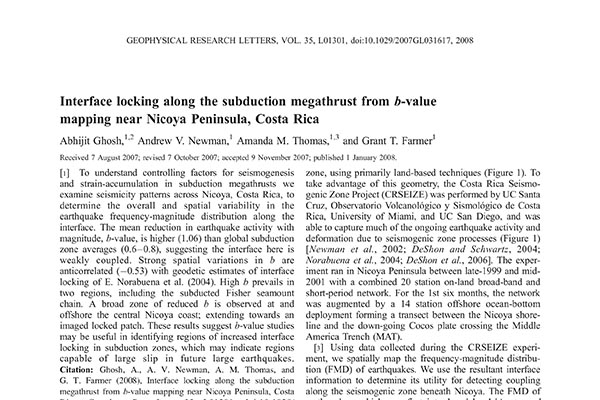 GEOPHYSICAL RESEARCH LETTERS, VOL. 35, L01301, doi:10.1029/2007GL031617, 2008
Interface locking along the subduction megathrust from b-value
mapping near Nicoya Peninsula, Costa Rica
Abhijit Ghosh,1,2 Andrew V. Newman,1 Amanda M. Thomas,1,3 and Grant T. Farmer1
Received 7 August 2007; revised 7 October 2007; accepted 9 November 2007; published 1 January 2008.
[1] To understand controlling factors for seismogenesis
and strain-accumulation in subduction megathrusts we
examine seismicity patterns across Nicoya, Costa Rica, to
determine the overall and spatial variability in the
earthquake frequency-magnitude distribution along the
interface. The mean reduction in earthquake activity with
magnitude, b-value, is higher (1.06) than global subduction
zone averages (0.6–0.8), suggesting the interface here is
weakly coupled. Strong spatial variations in b are
anticorrelated (−0.53) with geodetic estimates of interface
locking of E. Norabuena et al. (2004). High b prevails in
two regions, including the subducted Fisher seamount
chain. A broad zone of reduced b is observed at and
offshore the central Nicoya coast; extending towards an
imaged locked patch. These results suggest b-value studies
may be useful in identifying regions of increased interface
locking in subduction zones, which may indicate regions
capable of large slip in future large earthquakes.
Citation: Ghosh, A., A. V. Newman, A. M. Thomas, and
G. T. Farmer (2008), Interface locking along the subduction
megathrust from b-value mapping near Nicoya Peninsula, Costa
zone, using primarily land-based techniques (Figure 1). To
take advantage of this geometry, the Costa Rica Seismo-
genic Zone Project (CRSEIZE) was performed by UC Santa
Cruz, Observatorio Volcanológico y Sismológico de Costa
Rica, University of Miami, and UC San Diego, and was
able to capture much of the ongoing earthquake activity and
deformation due to seismogenic zone processes (Figure 1)
[Newman et al., 2002; DeShon and Schwartz, 2004;
Norabuena et al., 2004; DeShon et al., 2006]. The exper-
iment ran in Nicoya Peninsula between late-1999 and mid-
2001 with a combined 20 station on-land broad-band and
short-period network. For the 1st six months, the network
was augmented by a 14 station offshore ocean-bottom
deployment forming a transect between the Nicoya shore-
line and the down-going Cocos plate crossing the Middle
America Trench (MAT).
[3] Using data collected during the CRSEIZE experi-
ment, we spatially map the frequency-magnitude distribu-
tion (FMD) of earthquakes. We use the resultant interface
information to determine its utility for detecting coupling
along the seismogenic zone beneath Nicoya. The FMD of